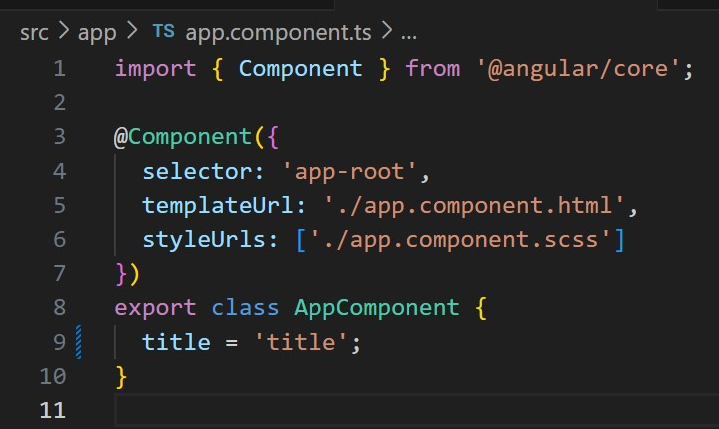 src > app > TS app.component.ts > ...
1 import { Component } from '@angular/core';
2
3 @Component({
4   selector: 'app-root',
5   templateUrl: './app.component.html',
6   styleUrls: ['./app.component.scss']
7 })
8 export class AppComponent {
9   title = 'title';
10 }
11